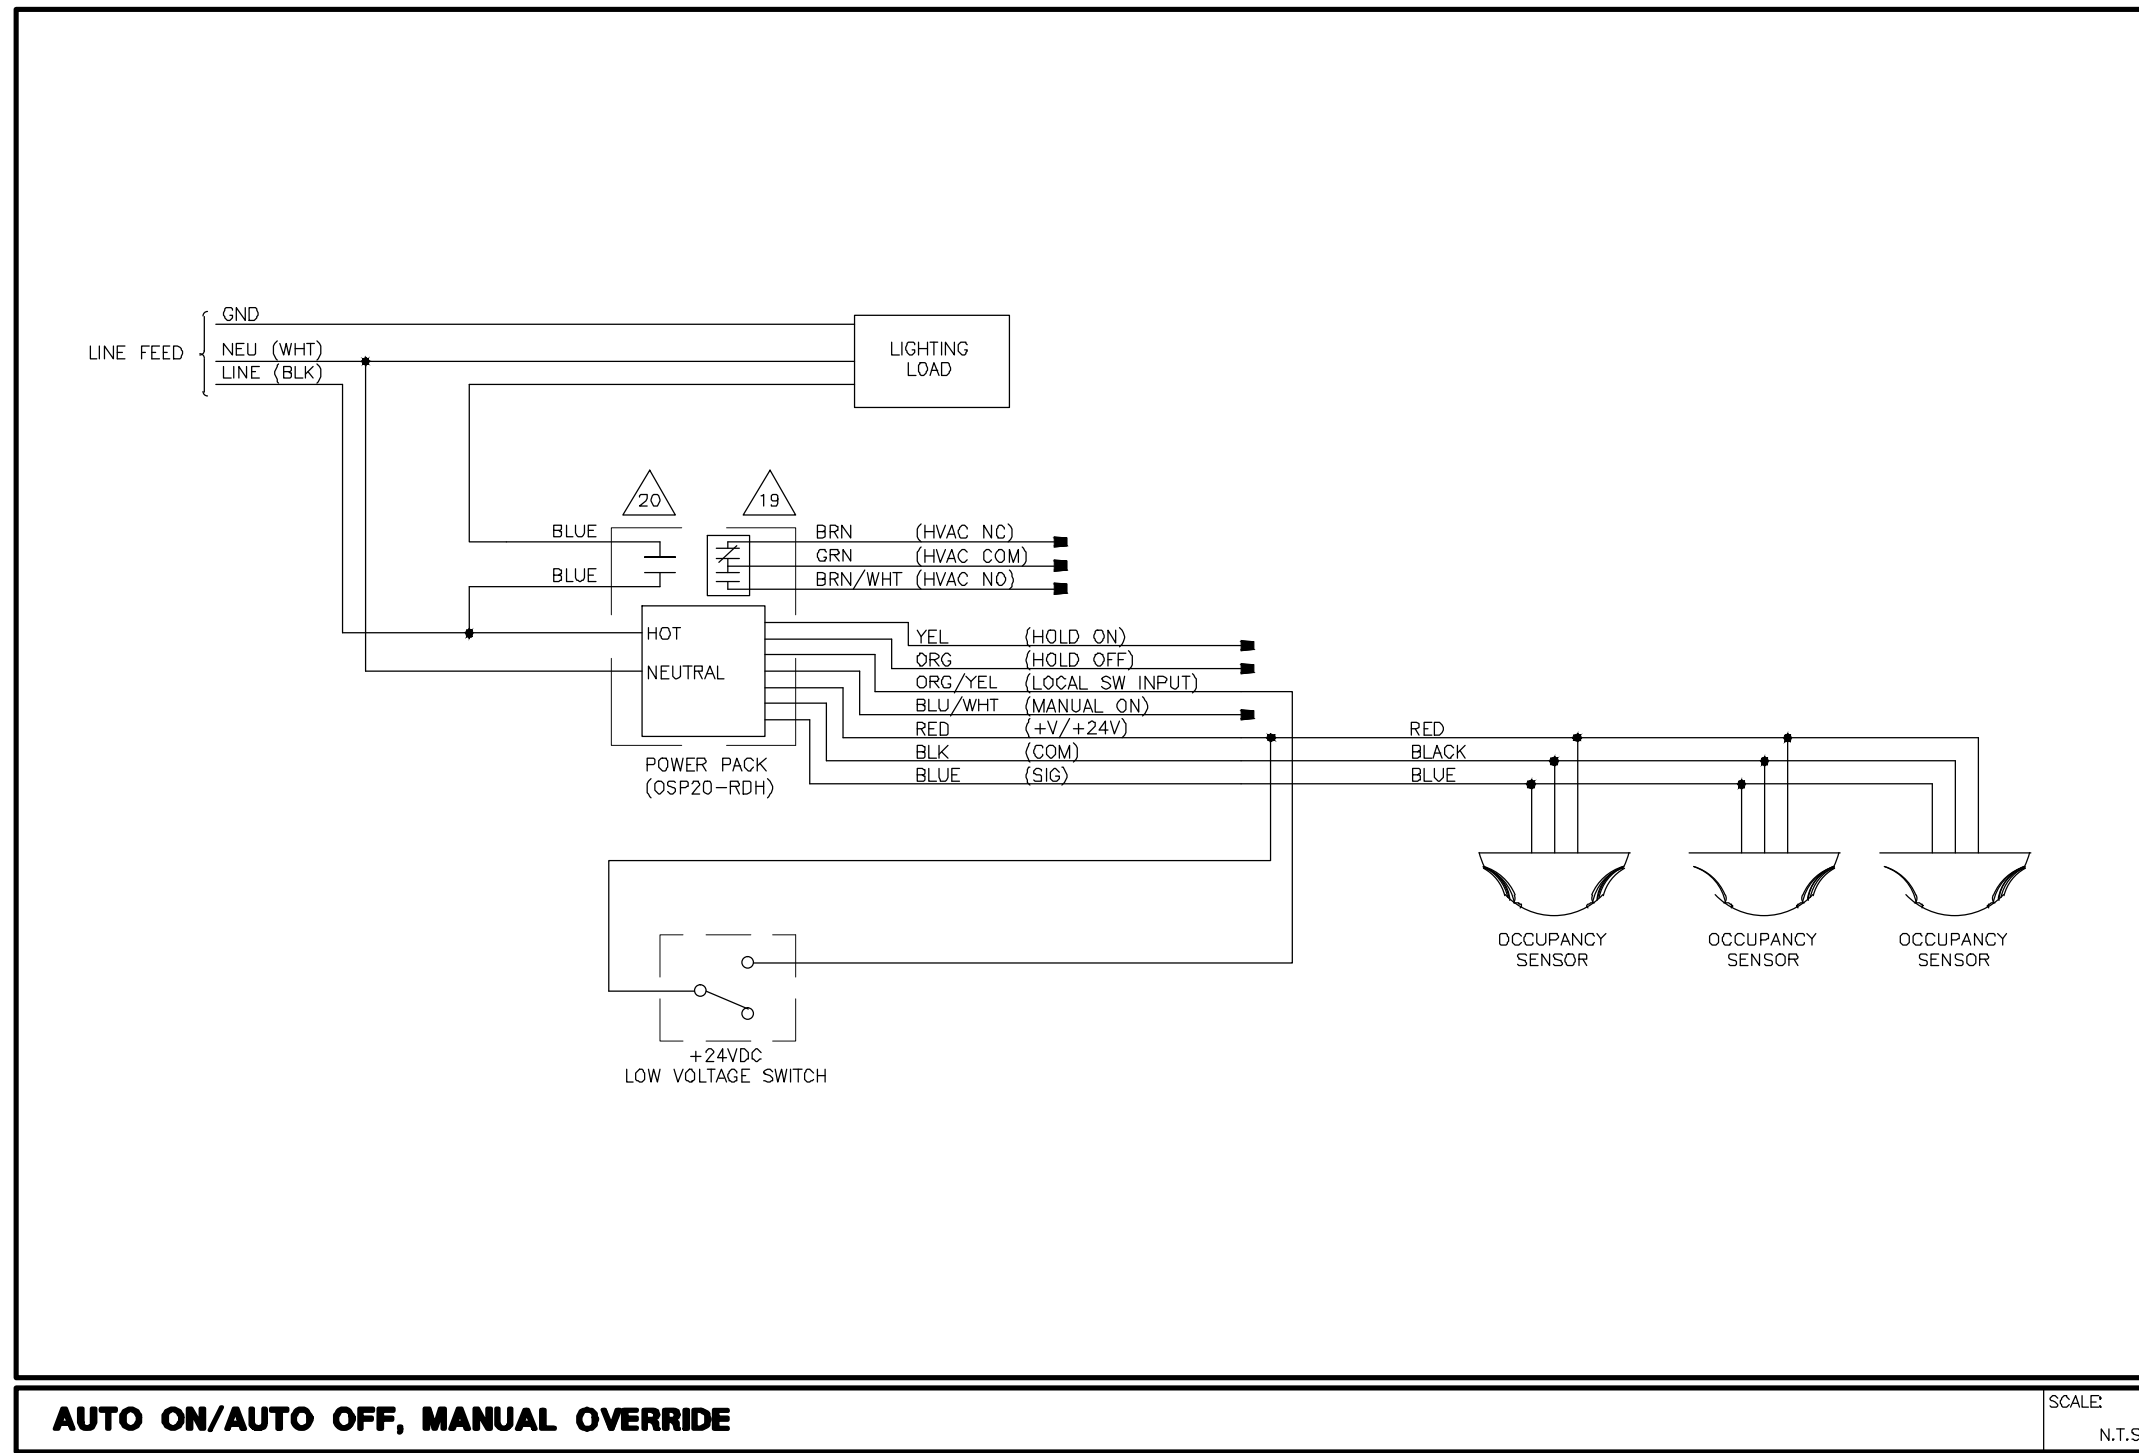 GND
LINE FEED
NEU (WHT)
LINE (BLK)
LIGHTING
LOAD
20
19
BLUE
BRN (HVAC NC)
GRN (HVAC COM)
BLUE
BRN/WHT (HVAC NO)
HOT
NEUTRAL
YEL (HOLD ON)
ORG (HOLD OFF)
ORG/YEL (LOCAL SW INPUT)
BLU/WHT (MANUAL ON)
RED (+V/+24V)
BLK (COM)
BLUE (SIG)
RED
BLACK
BLUE
POWER PACK
(OSP20-RDH)
OCCUPANCY
SENSOR
OCCUPANCY
SENSOR
OCCUPANCY
SENSOR
+24VDC
LOW VOLTAGE SWITCH
AUTO ON/AUTO OFF, MANUAL OVERRIDE
SCALE:
N.T.S